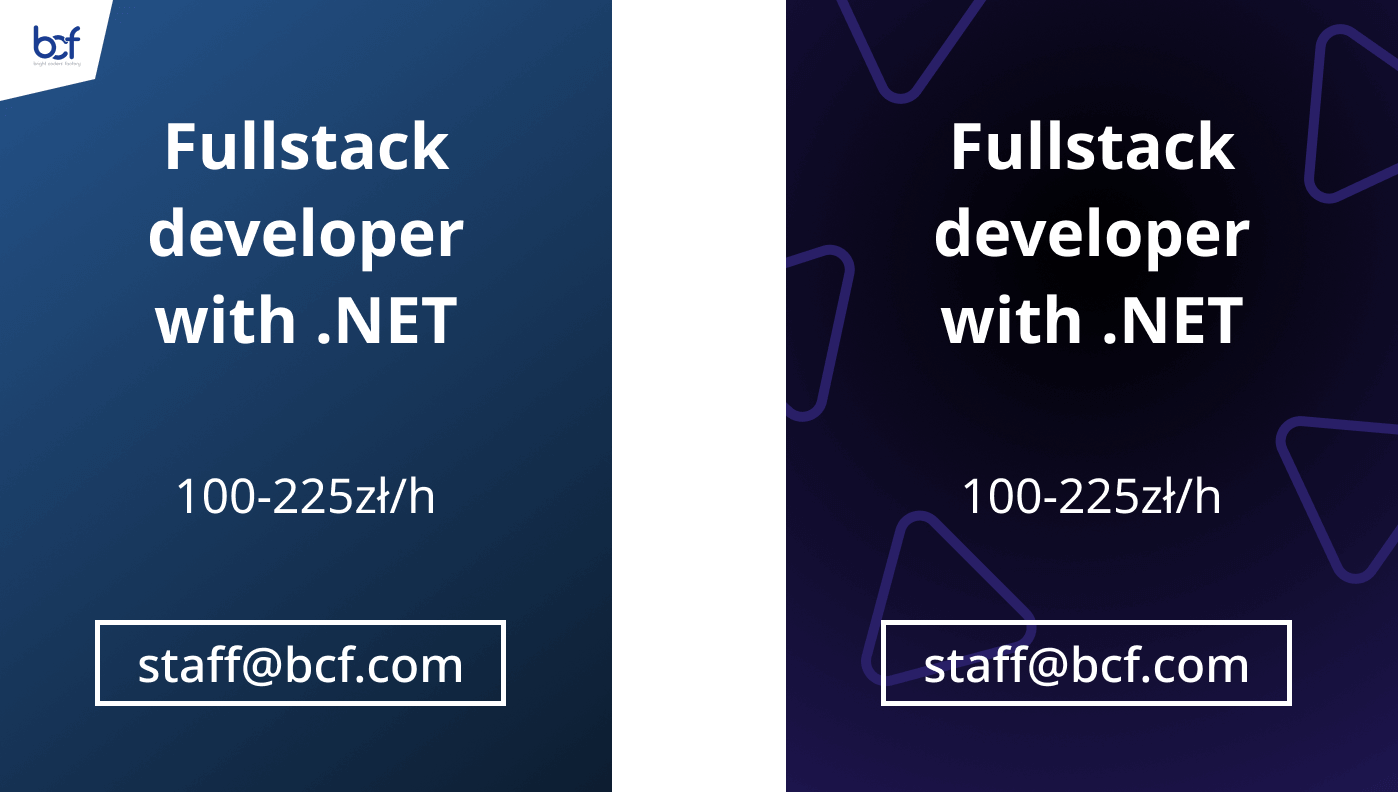 bcf
Fullstack
developer
with .NET
100-225zł/h
staff@bcf.com
Fullstack
developer
with .NET
100-225zł/h
staff@bcf.com